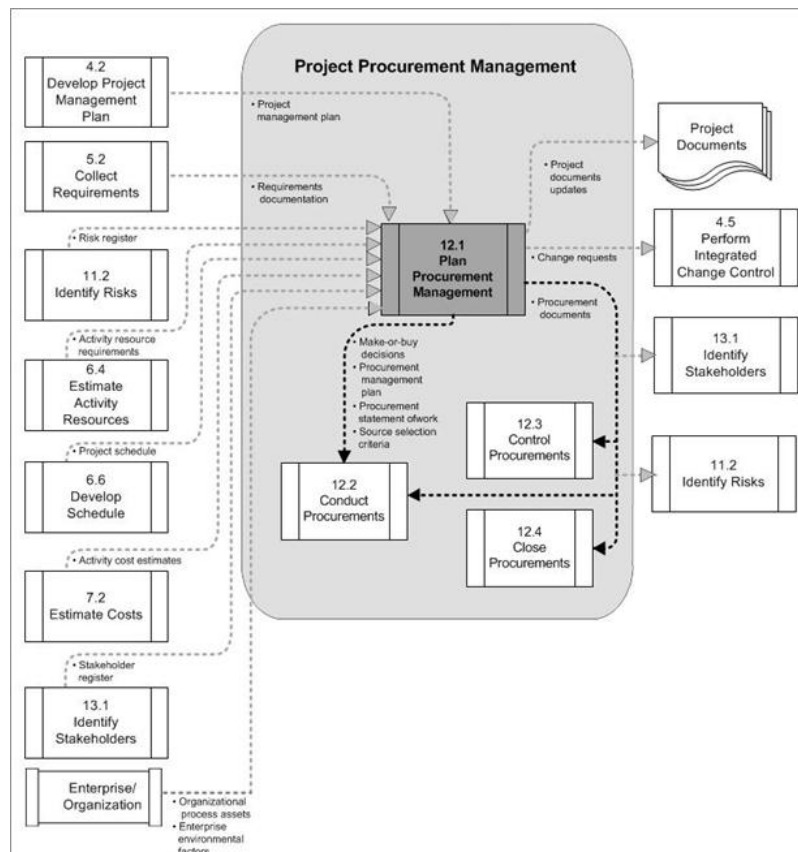 Project Procurement Management
4.2
Develop Project
Management
Plan
• Project
management plan
5.2
Collect
Requirements
• Requirements
documentation
• Risk register
11.2
Identify Risks
• Activity resource
requirements
6.4
Estimate
Activity
Resources
• Project schedule
6.6
Develop
Schedule
• Activity cost estimates
7.2
Estimate Costs
• Stakeholder
register
13.1
Identify
Stakeholders
Enterprise/
Organization
• Organizational
process assets
• Enterprise
environmental
factors
12.1
Plan
Procurement
Management
• Make-or-buy
decisions
• Procurement
management
plan
• Procurement
statement ofwork
• Source selection
criteria
12.2
Conduct
Procurements
12.3
Control
Procurements
12.4
Close
Procurements
• Project
documents
updates
• Change requests
• Procurement
documents
Project
Documents
4.5
Perform
Integrated
Change Control
13.1
Identify
Stakeholders
11.2
Identify Risks